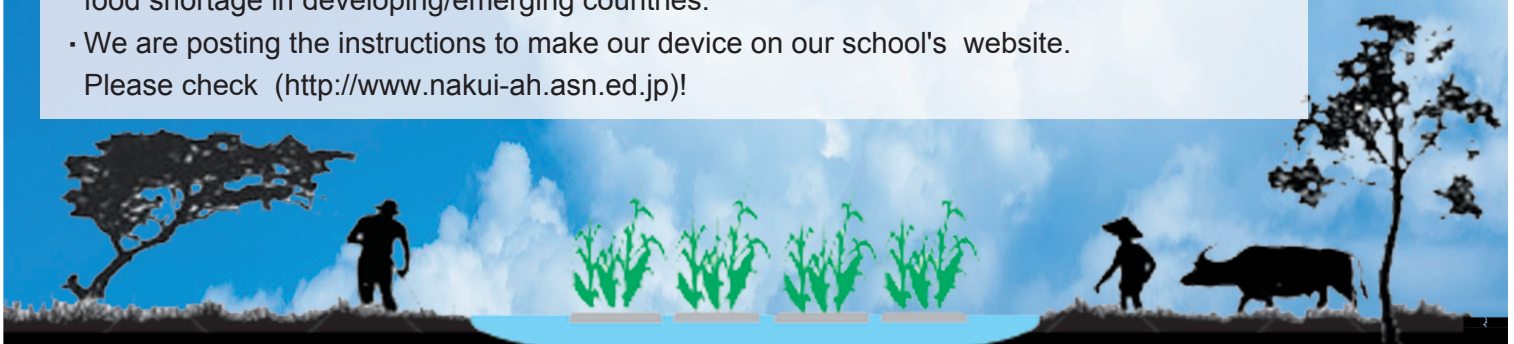 food shortage in developing/emerging countries.
· We are posting the instructions to make our device on our school's website.
Please check (http://www.nakui-ah.asn.ed.jp)!